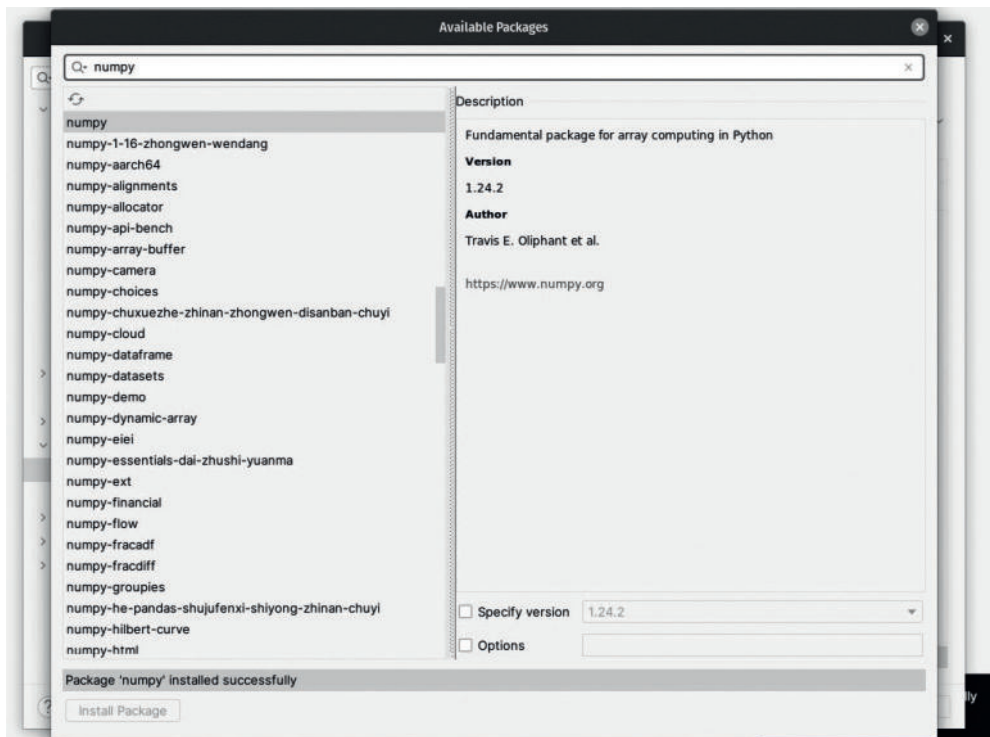 Available Packages
numpy
numpy
numpy-1-16-zhongwen-wendang
numpy-aarch64
numpy-alignments
numpy-allocator
numpy-api-bench
numpy-array-buffer
numpy-camera
numpy-choices
numpy-chuxuezhe-zhinan-zhongwen-disanban-chuyi
numpy-cloud
numpy-dataframe
numpy-datasets
numpy-demo
numpy-dynamic-array
numpy-eiei
numpy-essentials-dai-zhushi-yuanma
numpy-ext
numpy-financial
numpy-flow
numpy-fracadf
numpy-fracdiff
numpy-groupies
numpy-he-pandas-shujufenxi-shiyong-zhinan-chuyi
numpy-hilbert-curve
numpy-html
Description
Fundamental package for array computing in Python
Version
1.24.2
Author
Travis E. Oliphant et al.
https://www.numpy.org
Specify version 1.24.2
Options
Package 'numpy' installed successfully
Install Package
?
lly